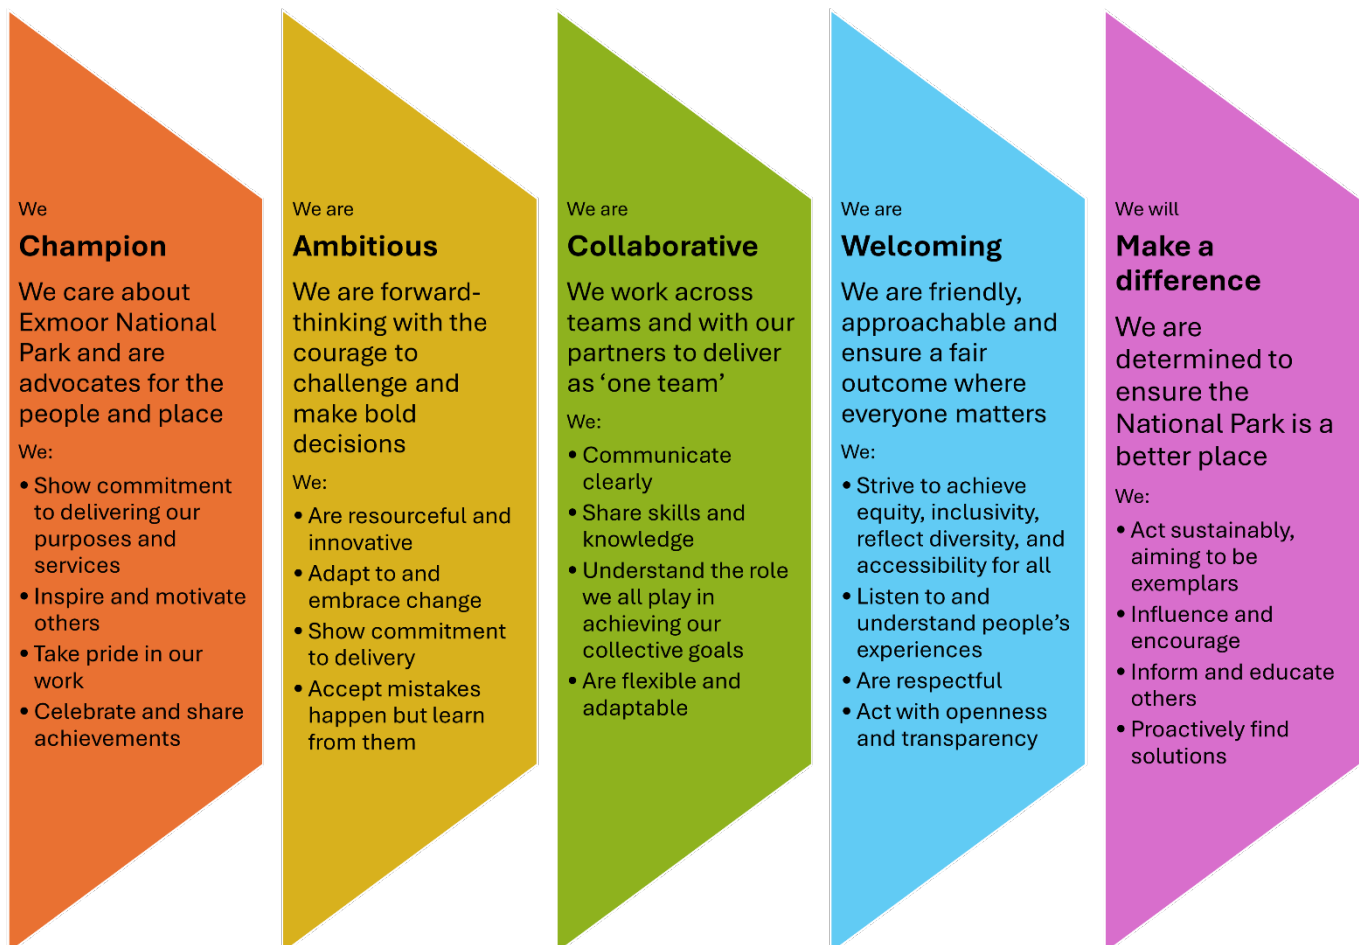 We
Champion
We care about
Exmoor National
Park and are
advocates for the
people and place
We:
• Show commitment
to delivering our
purposes and
services
• Inspire and motivate
others
• Take pride in our
work
• Celebrate and share
achievements
We are
Ambitious
We are forward-
thinking with the
courage to
challenge and
make bold
decisions
We:
• Are resourceful and
innovative
• Adapt to and
embrace change
• Show commitment
to delivery
• Accept mistakes
happen but learn
from them
We are
Collaborative
We work across
teams and with our
partners to deliver
as ‘one team’
We:
• Communicate
clearly
• Share skills and
knowledge
• Understand the role
we all play in
achieving our
collective goals
• Are flexible and
adaptable
We are
Welcoming
We are friendly,
approachable and
ensure a fair
outcome where
everyone matters
We:
• Strive to achieve
equity, inclusivity,
reflect diversity, and
accessibility for all
• Listen to and
understand people’s
experiences
• Are respectful
• Act with openness
and transparency
We will
Make a
difference
We are
determined to
ensure the
National Park is a
better place
We:
• Act sustainably,
aiming to be
exemplars
• Influence and
encourage
• Inform and educate
others
• Proactively find
solutions